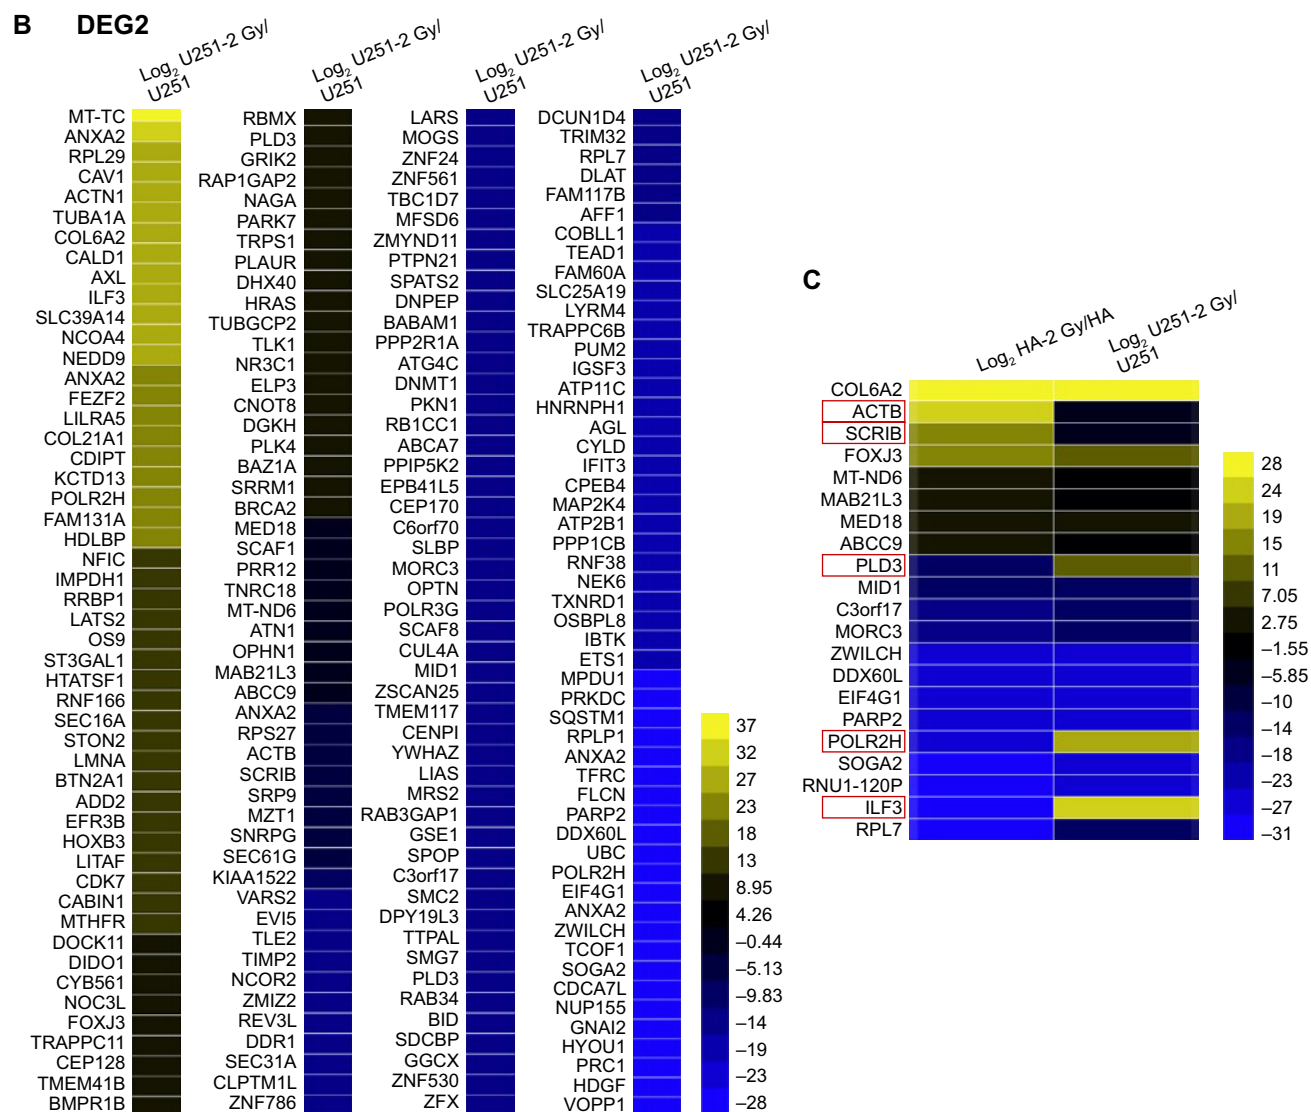 B DEG2
Log2 U251-2 Gy/
U251
MT-TC
ANXA2
RPL29
CAV1
ACTN1
TUBA1A
COL6A2
CALD1
AXL
ILF3
SLC39A14
NCOA4
NEDD9
ANXA2
FEZF2
LILRA5
COL21A1
CDIPT
KCTD13
POLR2H
FAM131A
HDLBP
NFIC
IMPDH1
RRBP1
LATS2
OS9
ST3GAL1
HTATSF1
RNF166
SEC16A
STON2
LMNA
BTN2A1
ADD2
EFR3B
HOXB3
LITAF
CDK7
CABIN1
MTHFR
DOCK11
DIDO1
CYB561
NOC3L
FOXJ3
TRAPPC11
CEP128
TMEM41B
BMPR1B
Log2 U251-2 Gy/
U251
RBMX
PLD3
GRIK2
RAP1GAP2
NAGA
PARK7
TRPS1
PLAUR
DHX40
HRAS
TUBGCP2
TLK1
NR3C1
ELP3
CNOT8
DGKH
PLK4
BAZ1A
SRRM1
BRCA2
MED18
SCAF1
PRR12
TNRC18
MT-ND6
ATN1
OPHN1
MAB21L3
ABCC9
ANXA2
RPS27
ACTB
SCRIB
SRP9
MZT1
SNRPG
SEC61G
KIAA1522
VARS2
EVI5
TLE2
TIMP2
NCOR2
ZMIZ2
REV3L
DDR1
SEC31A
CLPTM1L
ZNF786
Log2 U251-2 Gy/
U251
LARS
MOGS
ZNF24
ZNF561
TBC1D7
MFSD6
ZMYND11
PTPN21
SPATS2
DNPEP
BABAM1
PPP2R1A
ATG4C
DNMT1
PKN1
RB1CC1
ABCA7
PPIP5K2
EPB41L5
CEP170
C6orf70
SLBP
MORC3
OPTN
POLR3G
SCAF8
CUL4A
MID1
ZSCAN25
TMEM117
CENPI
YWHAZ
LIAS
MRS2
RAB3GAP1
GSE1
SPOP
C3orf17
SMC2
DPY19L3
TTPAL
SMG7
PLD3
RAB34
BID
SDCBP
GGCX
ZNF530
ZFX
Log2 U251-2 Gy/
U251
DCUN1D4
TRIM32
RPL7
DLAT
FAM117B
AFF1
COBLL1
TEAD1
FAM60A
SLC25A19
LYRM4
TRAPPC6B
PUM2
IGSF3
ATP11C
HNRNPH1
AGL
CYLD
IFIT3
CPEB4
MAP2K4
ATP2B1
PPP1CB
RNF38
NEK6
TXNRD1
OSBPL8
IBTK
ETS1
MPDU1
PRKDC
SQSTM1
RPLP1
ANXA2
TFRC
FLCN
PARP2
DDX60L
UBC
POLR2H
EIF4G1
ANXA2
ZWILCH
TCOF1
SOGA2
CDCA7L
NUP155
GNAI2
HYOU1
PRC1
HDGF
VOPP1
37
32
27
23
18
13
8.95
4.26
–0.44
–5.13
–9.83
–14
–19
–23
–28
C
Log2 HA-2 Gy/HA
Log2 U251-2 Gy/
U251
COL6A2
ACTB
SCRIB
FOXJ3
MT-ND6
MAB21L3
MED18
ABCC9
PLD3
MID1
C3orf17
MORC3
ZWILCH
DDX60L
EIF4G1
PARP2
POLR2H
SOGA2
RNU1-120P
ILF3
RPL7
28
24
19
15
11
7.05
2.75
–1.55
–5.85
–10
–14
–18
–23
–27
–31